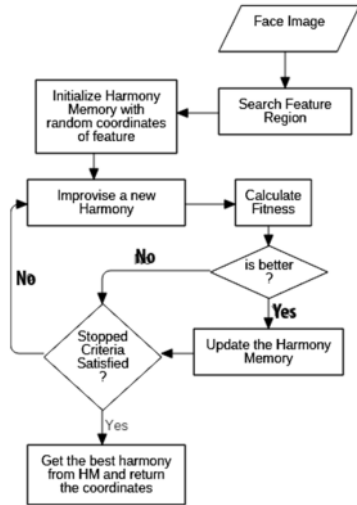 Face Image
Search Feature
Region
Initialize Harmony
Memory with
random coordinates
of feature
Improvise a new
Harmony
Calculate
Fitness
is better
?
No
Yes
No
Update the Harmony
Memory
Stopped
Criteria
Satisfied
?
Yes
Get the best harmony
from HM and return
the coordinates